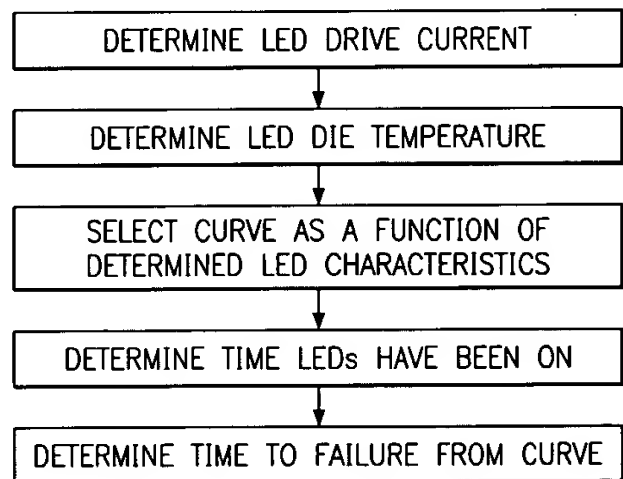 DETERMINE LED DRIVE CURRENT
DETERMINE LED DIE TEMPERATURE
SELECT CURVE AS A FUNCTION OF
DETERMINED LED CHARACTERISTICS
DETERMINE TIME LEDs HAVE BEEN ON
DETERMINE TIME TO FAILURE FROM CURVE